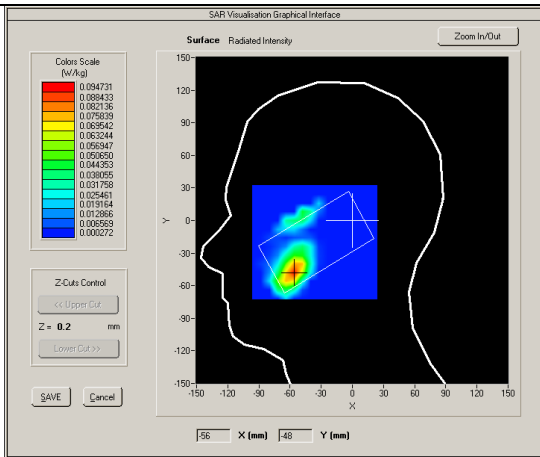 SAR Visualisation Graphical Interface
Surface Radiated Intensity
Zoom In/Out
Colors Scale
(W/kg)
0.094731
0.088433
0.082136
0.075839
0.069542
0.063244
0.056947
0.050650
0.044353
0.038055
0.031758
0.025461
0.019164
0.012866
0.006569
0.000272
Z-Cuts Control
<< Upper Cut
Z = 0.2 mm
Lower Cut >>
SAVE
Cancel
150
120
90
60
30
0
-30
-60
-90
-120
-150
Y
-150 -120 -90 -60 -30 0 30 60 90 120 150
X
-56 X (mm) -48 Y (mm)